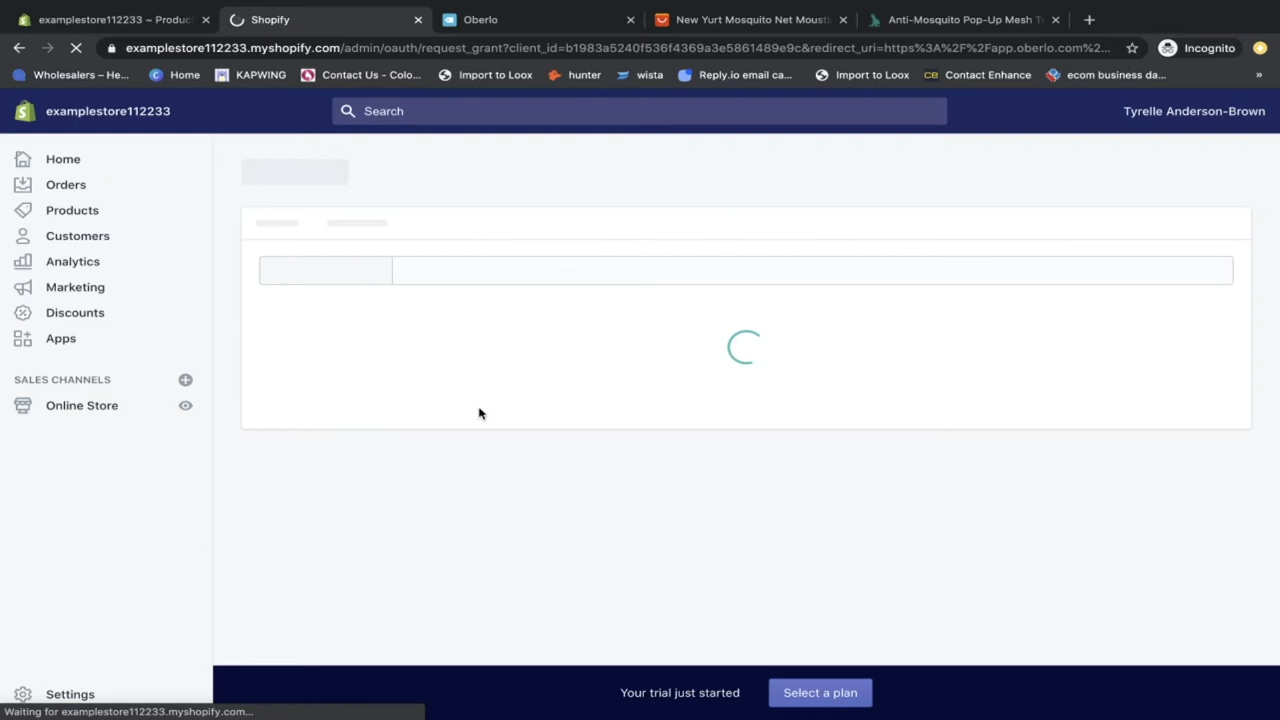 examplestore112233 ~ Produc
Shopify
Oberlo
New Yurt Mosquito Net Mousti
Anti-Mosquito Pop-Up Mesh T
examplestore112233.myshopify.com/admin/oauth/request_grant?client_id=b1983a5240f536f4369a3e5861489e9c&redirect_uri=https%3A%2F%2Fapp.oberlo.com%2...
Incognito
Wholesalers – He...
Home
KAPWING
Contact Us - Colo...
Import to Loox
hunter
wista
Reply.io email ca...
Import to Loox
Contact Enhance
ecom business da...
»
examplestore112233
Search
Tyrelle Anderson-Brown
Home
Orders
Products
Customers
Analytics
Marketing
Discounts
Apps
SALES CHANNELS
Online Store
Settings
Your trial just started
Select a plan
Waiting for examplestore112233.myshopify.com...